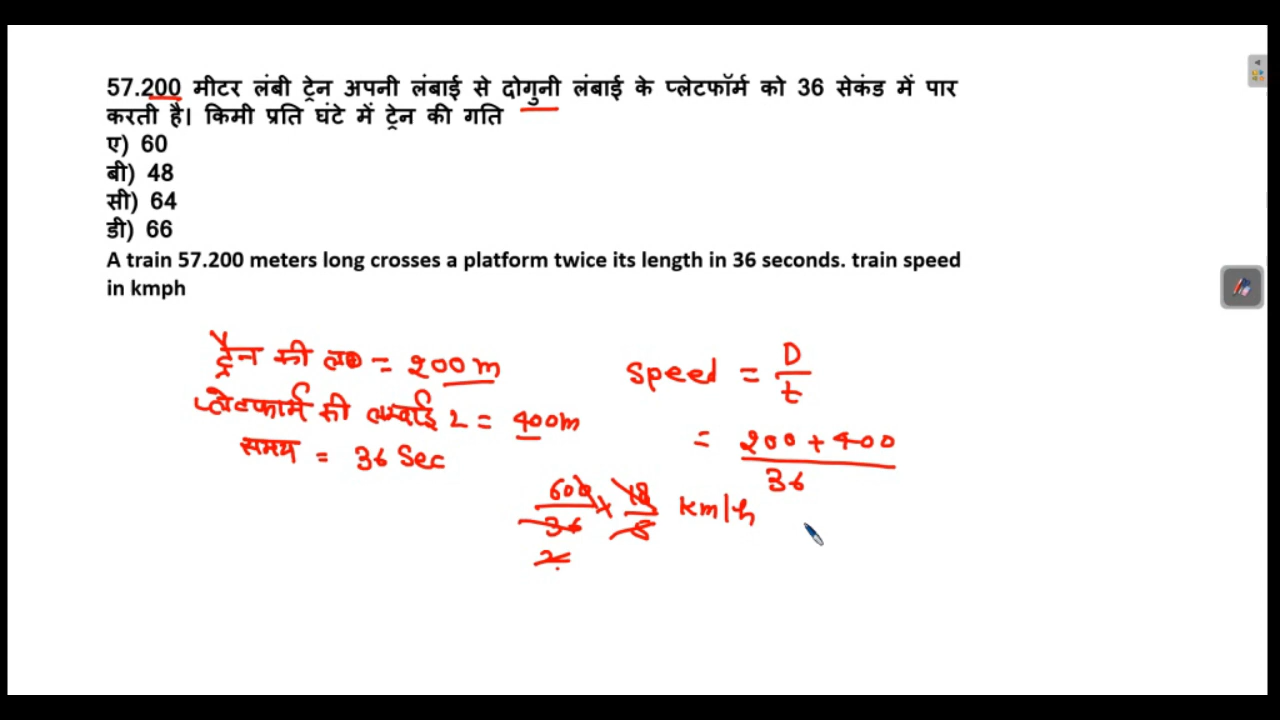 57.200 मीटर लंबी ट्रेन अपनी लंबाई से दोगुनी लंबाई के प्लेटफॉर्म को 36 सेकंड में पार
करती है। किमी प्रति घंटे में ट्रेन की गति
ए) 60
बी) 48
सी) 64
डी) 66
A train 57.200 meters long crosses a platform twice its length in 36 seconds. train speed
in kmph
ट्रेन की ल० = 200 m
प्लेटफार्म की लम्बाई 2 = 400m
समय = 36 Sec
Speed = D/t
= 200 + 400 / 36
600/36 × 18/5 km/h
2